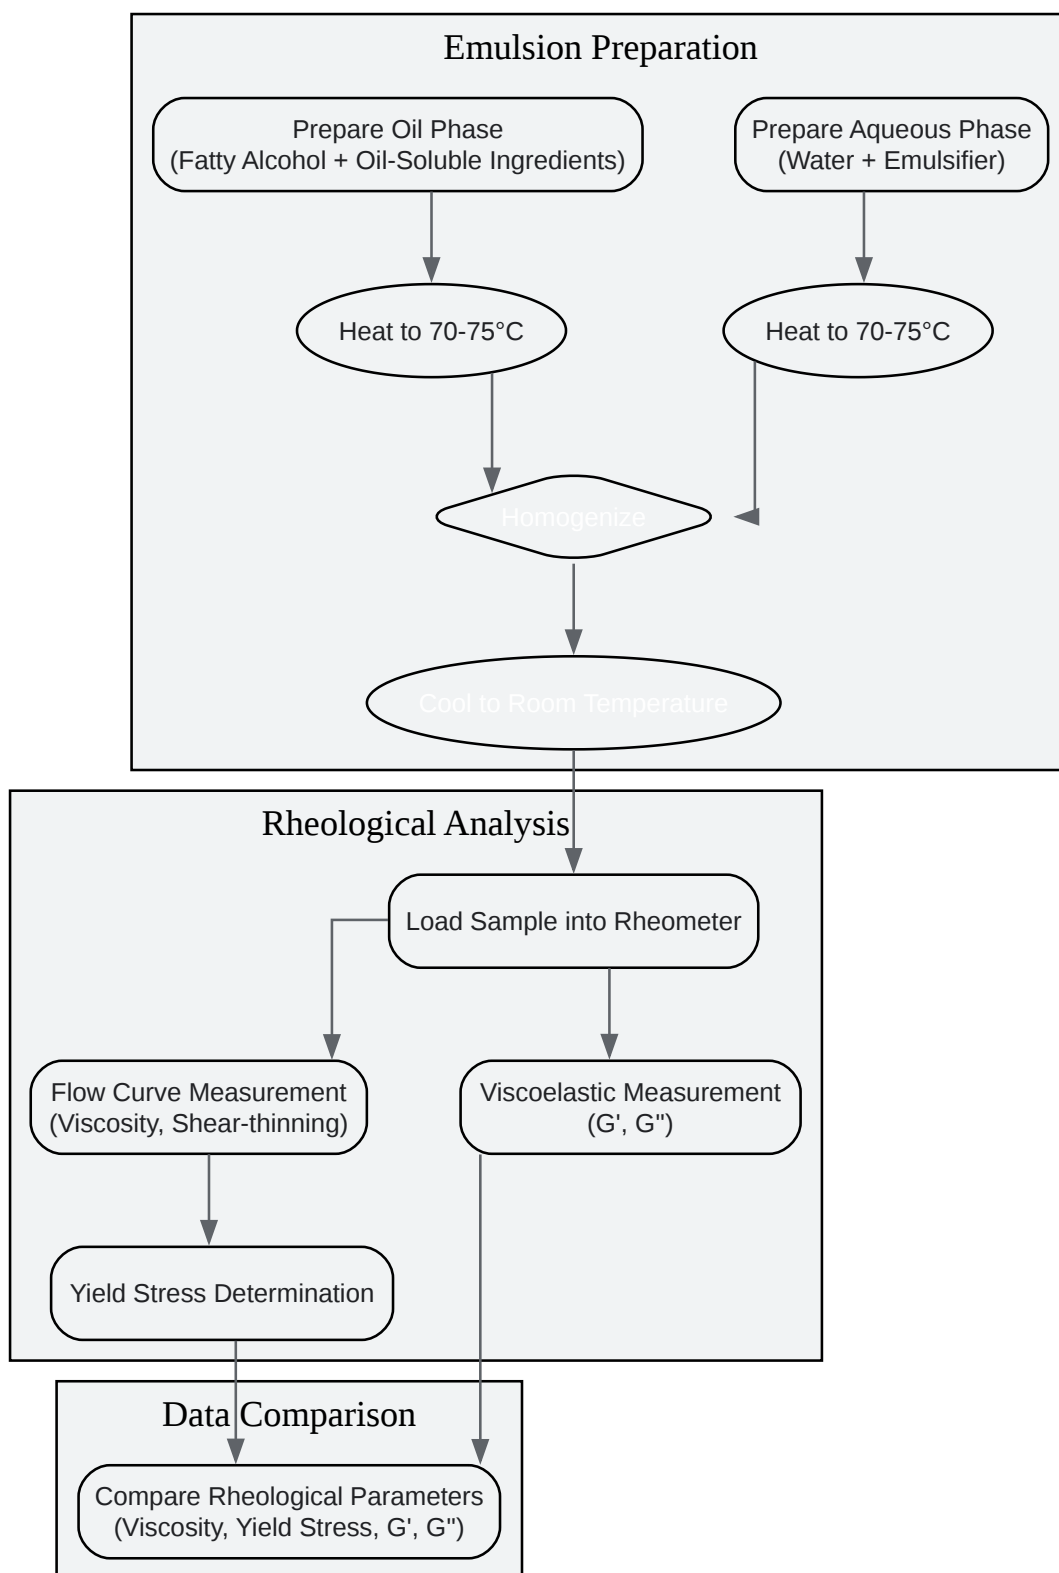 Emulsion Preparation
Prepare Oil Phase
(Fatty Alcohol + Oil-Soluble Ingredients)
Prepare Aqueous Phase
(Water + Emulsifier)
Heat to 70-75°C
Heat to 70-75°C
Homogenize
Cool to Room Temperature
Rheological Analysis
Load Sample into Rheometer
Flow Curve Measurement
(Viscosity, Shear-thinning)
Viscoelastic Measurement
(G', G")
Yield Stress Determination
Data Comparison
Compare Rheological Parameters
(Viscosity, Yield Stress, G', G")